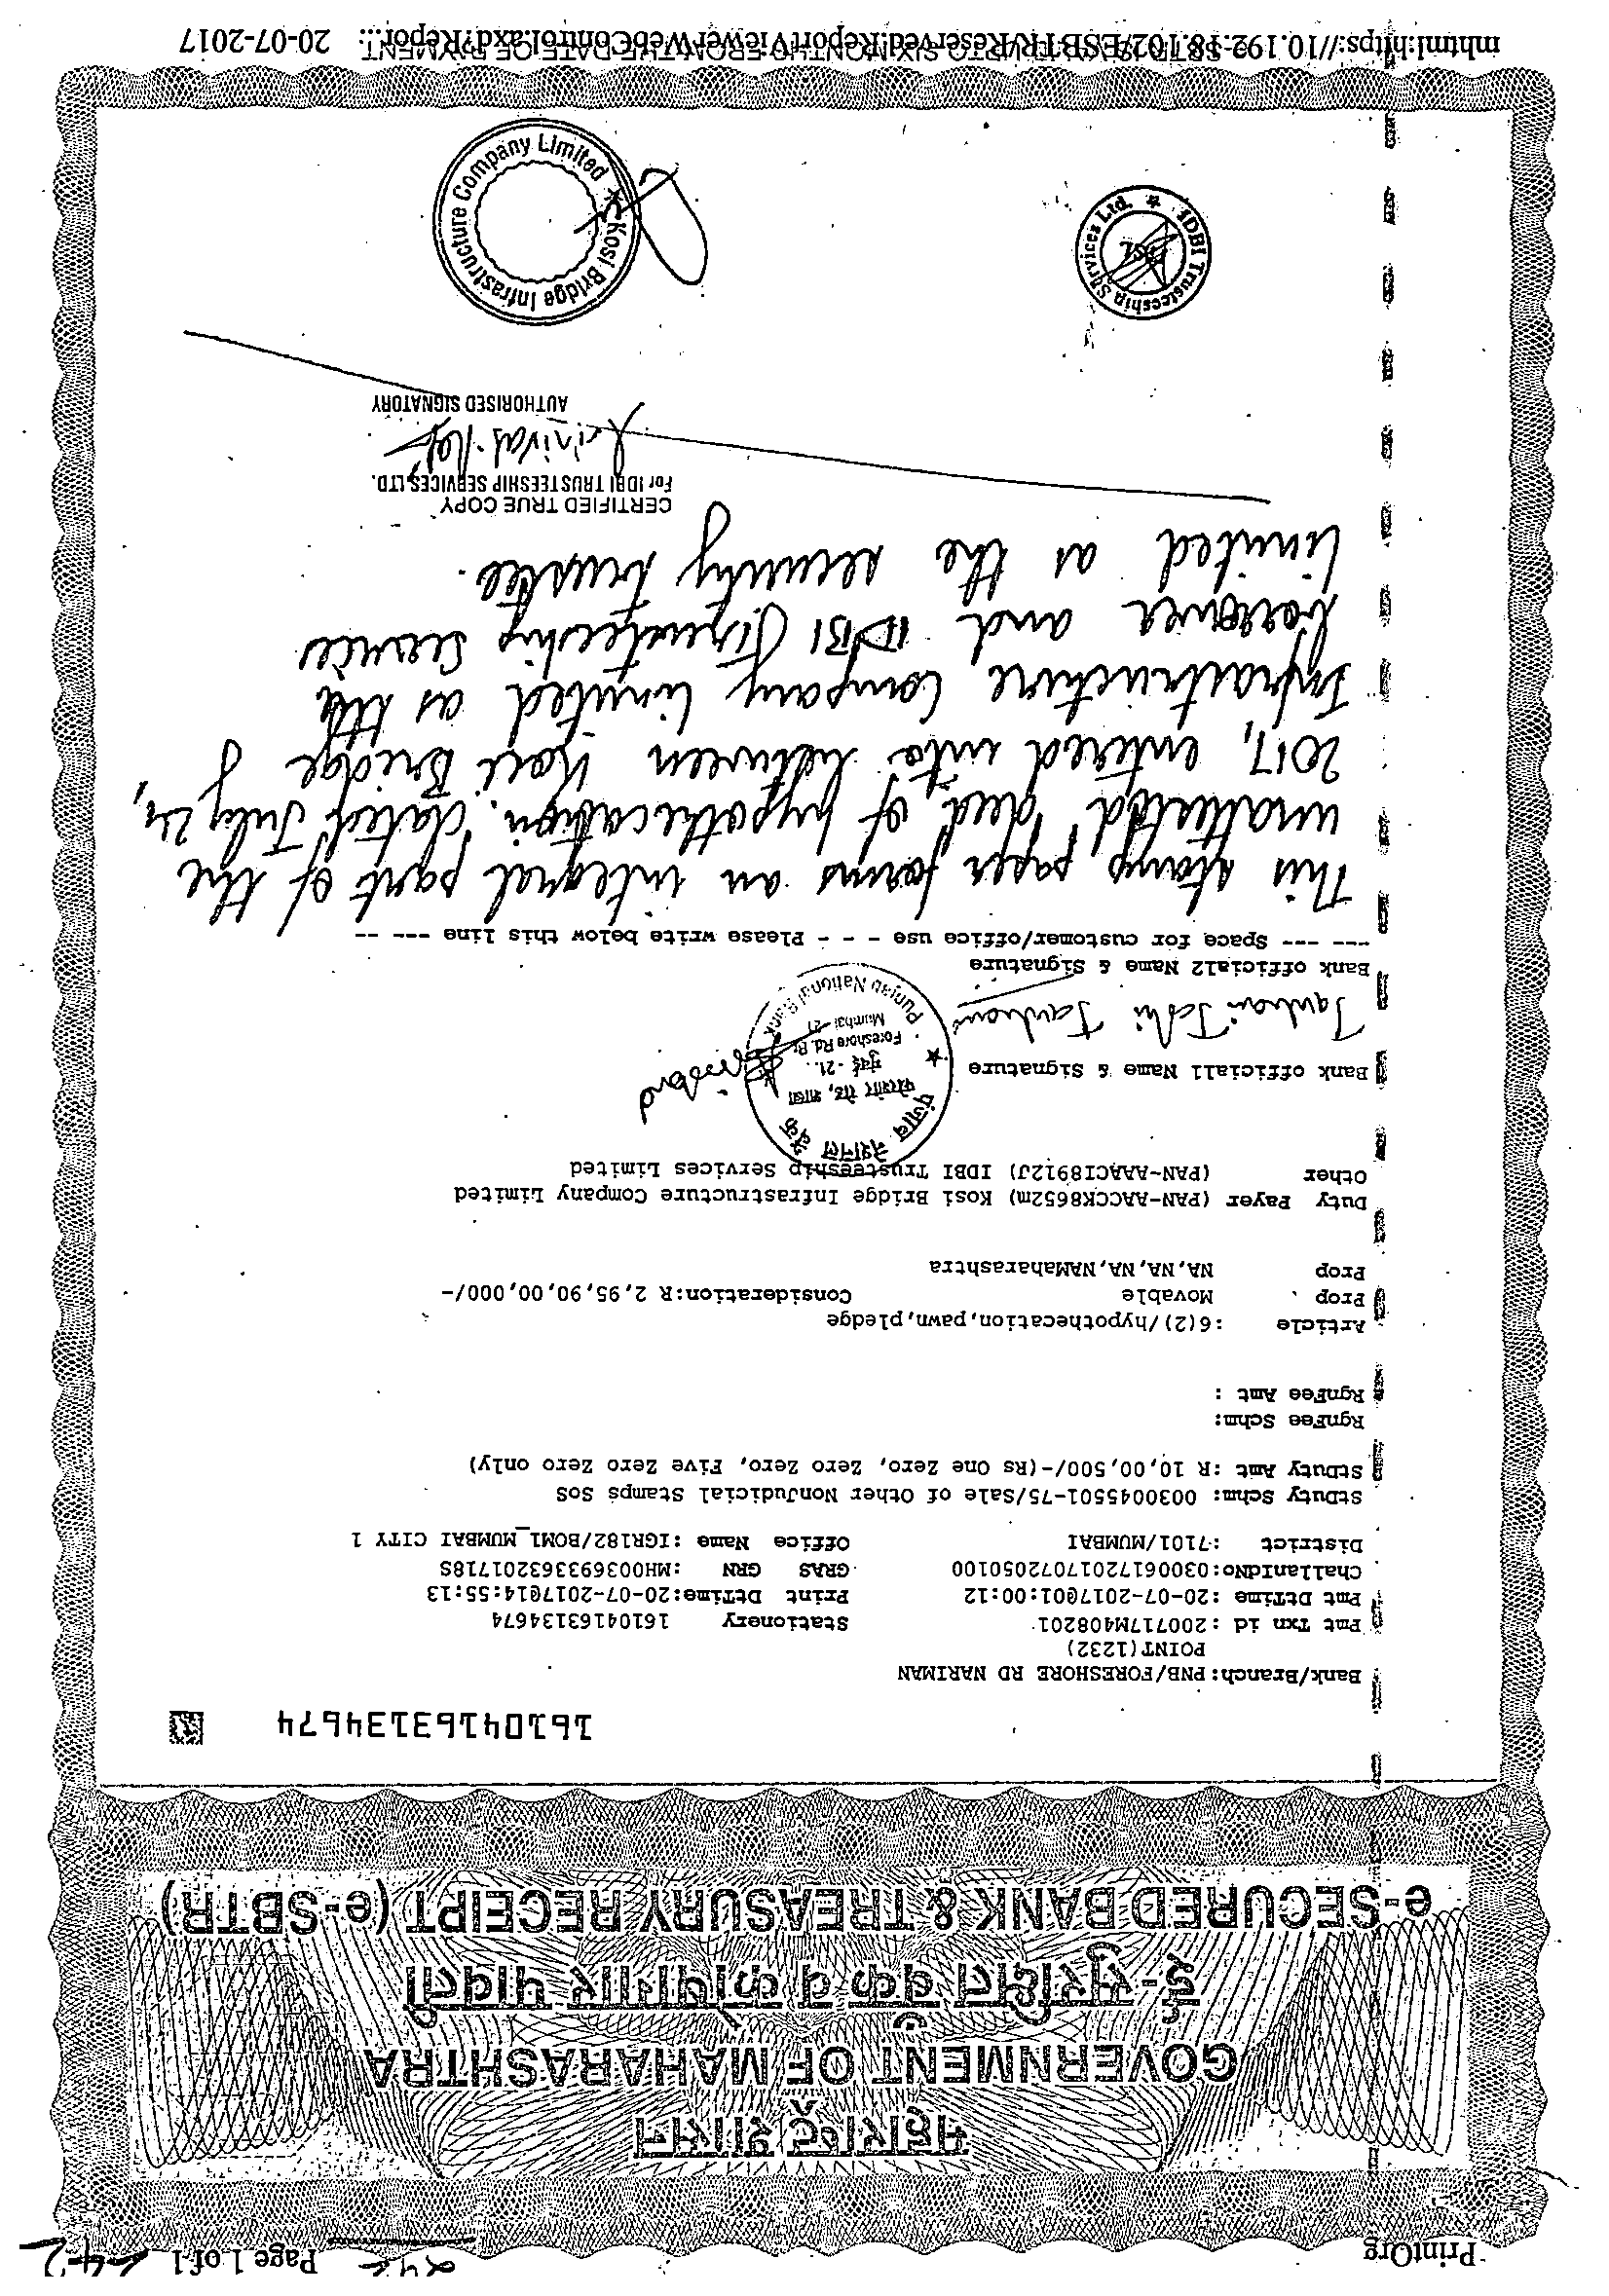 PrintOrg Page 1 of 1
महाराष्ट्र शासन
GOVERNMENT OF MAHARASHTRA
ई-सुरक्षित बँक व कोषागार पावती
e-SECURED BANK & TREASURY RECEIPT (e-SBTR)
16104163134674
Bank/Branch: PNB/FORESHORE RD NARIMAN
POINT(1232)
Pmt Txn id : 200717M408201 Stationery 16104163134674
Pmt DtTime : 20-07-2017@01:00:12 Print DtTime:20-07-2017@14:55:13
ChallanIdNo: 03006172017072050100 GRAS GRN :MH003693363201718S
District : 7101/MUMBAI Office Name :IGR182/BOM1_MUMBAI CITY 1
StDuty Schm: 0030045501-75/Sale of Other NonJudicial Stamps SoS
StDuty Amt : R 10,00,500/-(Rs One Zero, Zero Zero, Five Zero Zero only)
RgnFee Schm:
RgnFee Amt :
Article :6(2)/hypothecation,pawn,pledge
Prop Movable Consideration:R 2,95,90,00,000/-
Prop NA,NA,NA,NAMaharashtra
Duty Payer (PAN-AACCK8652m) Kosi Bridge Infrastructure Company Limited
Other (PAN-AAACI8912J) IDBI Trusteeship Services Limited
पंजाब नैशनल बैंक
फोरशोर रोड, शाखा
मुंबई -21.
Foreshore Rd. Br.
Mumbai - 21
Punjab National Bank
Bank official1 Name & Signature
Bank official2 Name & Signature
--- --- Space for customer/office use - - - Please write below this line --- --
This stamp paper forms an integral part of the
unattested deed of hypothecation, dated July 24,
2017, entered into between Kosi Bridge
Infrastructure Company Limited as the
borrower and IDBI Trusteeship Services
Limited as the security trustee.
CERTIFIED TRUE COPY
For IDBI TRUSTEESHIP SERVICES LTD.
AUTHORISED SIGNATORY
IDBI Trusteeship Services Ltd.
Kosi Bridge Infrastructure Company Limited
20-07-2017